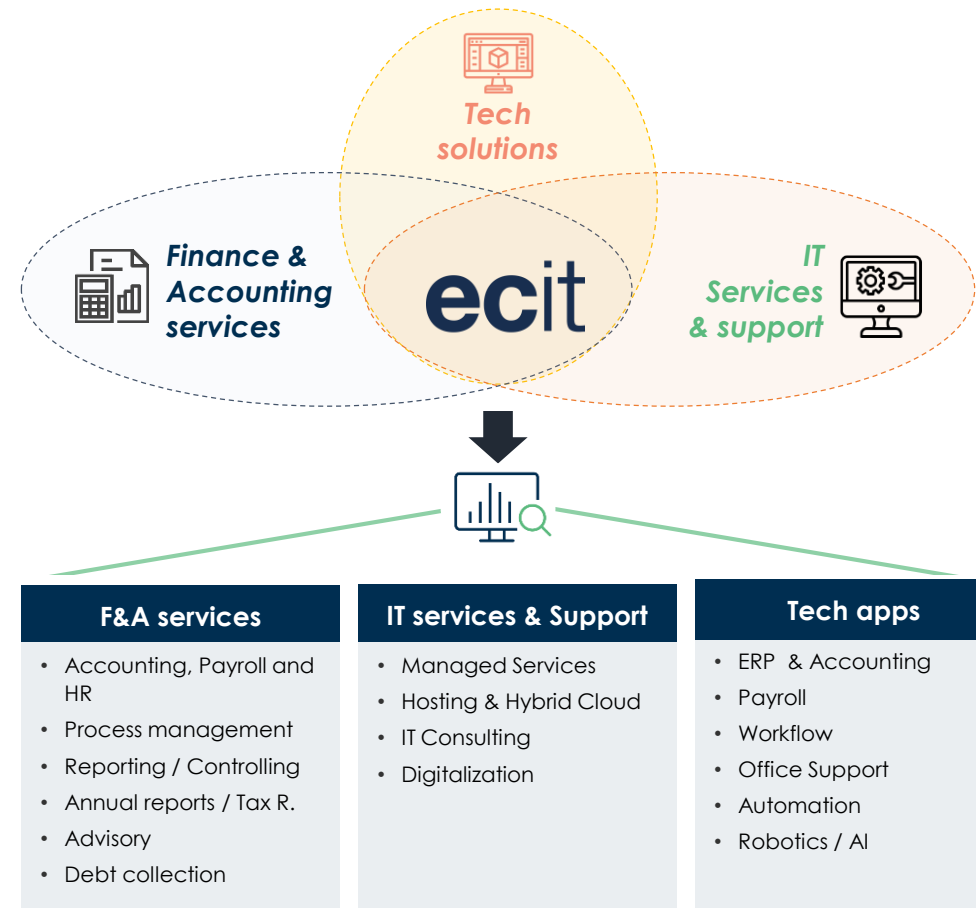 Tech
solutions
Finance &
Accounting
services
ecit
IT
Services
& support
F&A services
• Accounting, Payroll and
HR
• Process management
• Reporting / Controlling
• Annual reports / Tax R.
• Advisory
• Debt collection
IT services & Support
• Managed Services
• Hosting & Hybrid Cloud
• IT Consulting
• Digitalization
Tech apps
• ERP & Accounting
• Payroll
• Workflow
• Office Support
• Automation
• Robotics / AI